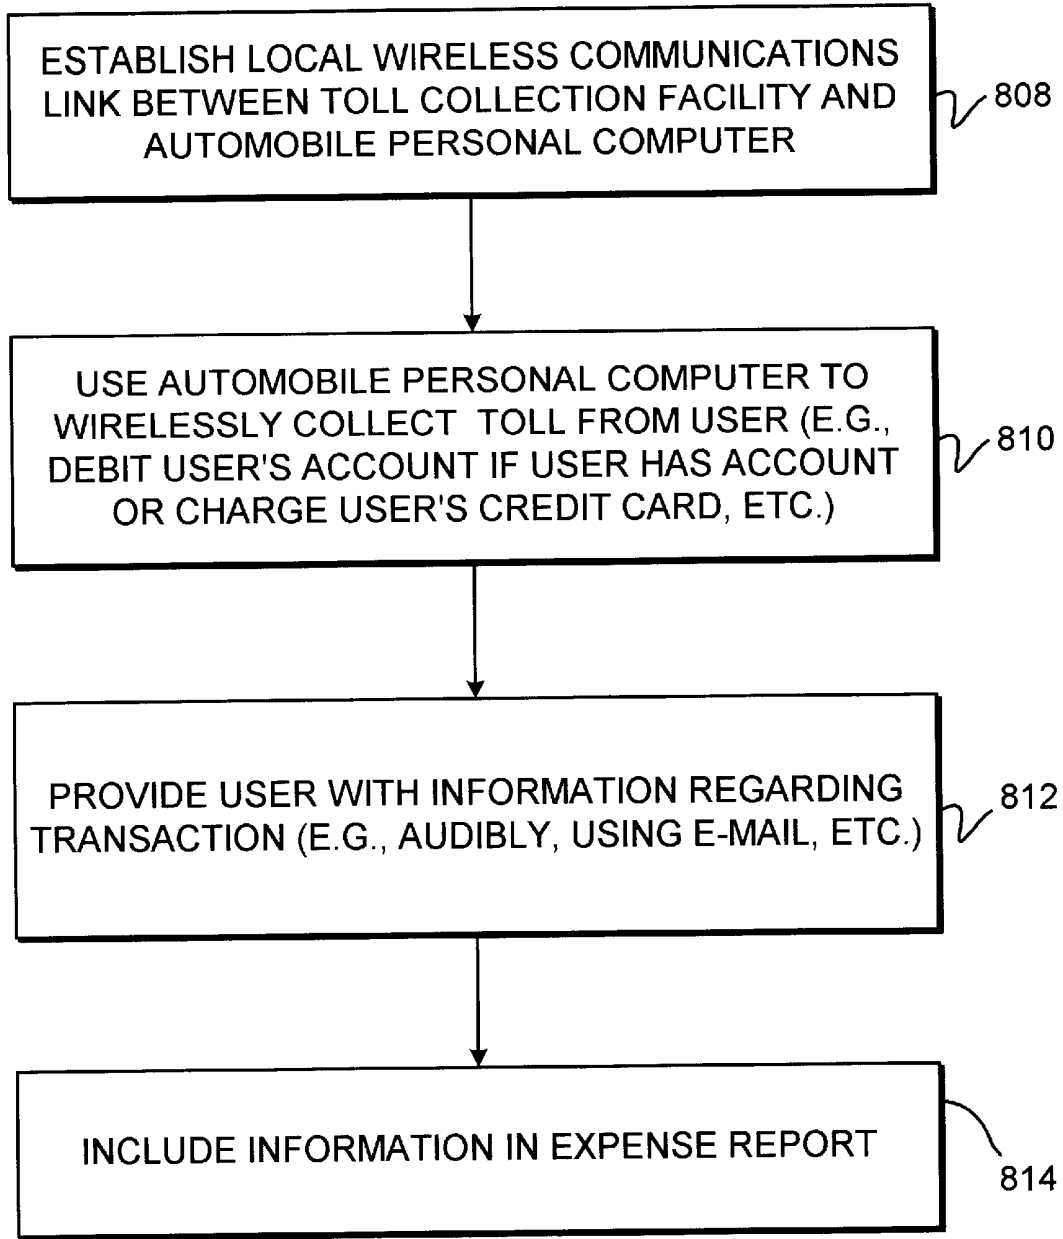 ESTABLISH LOCAL WIRELESS COMMUNICATIONS
LINK BETWEEN TOLL COLLECTION FACILITY AND
AUTOMOBILE PERSONAL COMPUTER
808
USE AUTOMOBILE PERSONAL COMPUTER TO
WIRELESSLY COLLECT TOLL FROM USER (E.G.,
DEBIT USER'S ACCOUNT IF USER HAS ACCOUNT
OR CHARGE USER'S CREDIT CARD, ETC.)
810
PROVIDE USER WITH INFORMATION REGARDING
TRANSACTION (E.G., AUDIBLY, USING E-MAIL, ETC.)
812
INCLUDE INFORMATION IN EXPENSE REPORT
814